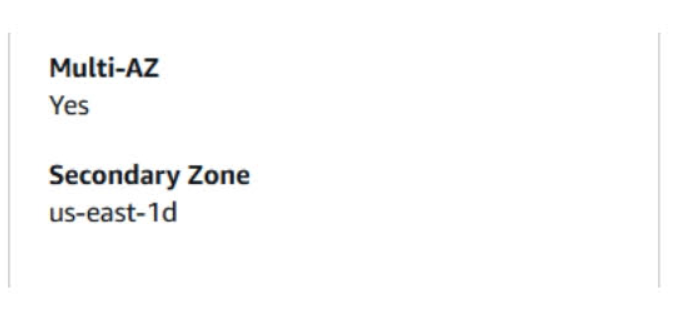 Multi-AZ
Yes
Secondary Zone
us-east-1d